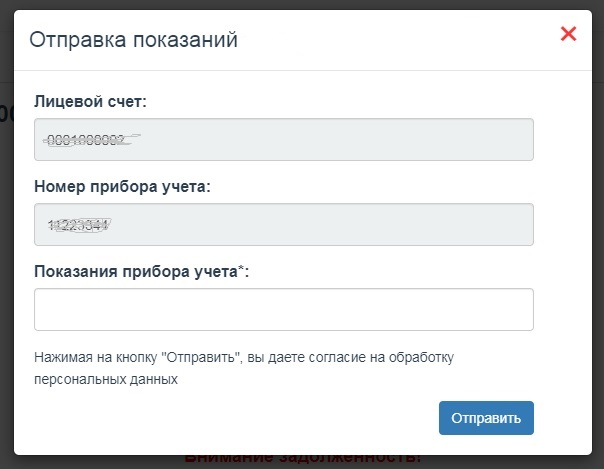 Отправка показаний
Лицевой счет:
Номер прибора учета:
Показания прибора учета*:
Нажимая на кнопку "Отправить", вы даете согласие на обработку
персональных данных
Отправить
Внимание задолженность!